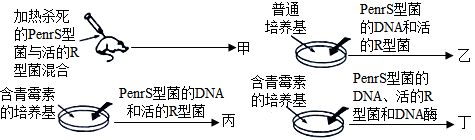 加热杀死
的PenrS型
菌与活的R
型菌混合
甲
普通
培养基
PenrS型菌
的DNA和活
的R型菌
乙
含青霉素
的培养基
PenrS型菌的DNA
和活的R型菌
丙
含青霉素
的培养基
PenrS型菌的
DNA、活的R
型菌和DNA酶
丁